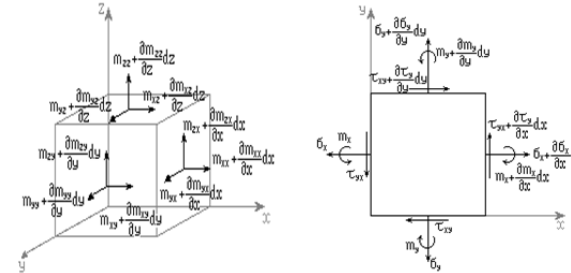 z
m_zz+∂m_zz/∂z dz
m_yz+∂m_yz/∂z dz
m_xz+∂m_xz/∂z dz
m_zx+∂m_zx/∂x dx
m_zy+∂m_zy/∂y dy
m_xx+∂m_xx/∂x dx
m_yy+∂m_yy/∂y dy
m_yx+∂m_yx/∂x dx
m_xy+∂m_xy/∂y dy
x
y
y
б_y+∂б_y/∂y dy
m_y+∂m_y/∂y dy
τ_xy+∂τ_y/∂y dy
б_x
m_x
τ_yx
τ_yx+∂τ_y/∂x dx
б_x+∂б_x/∂x dx
m_x+∂m_x/∂x dx
τ_xy
x
m_y
б_y